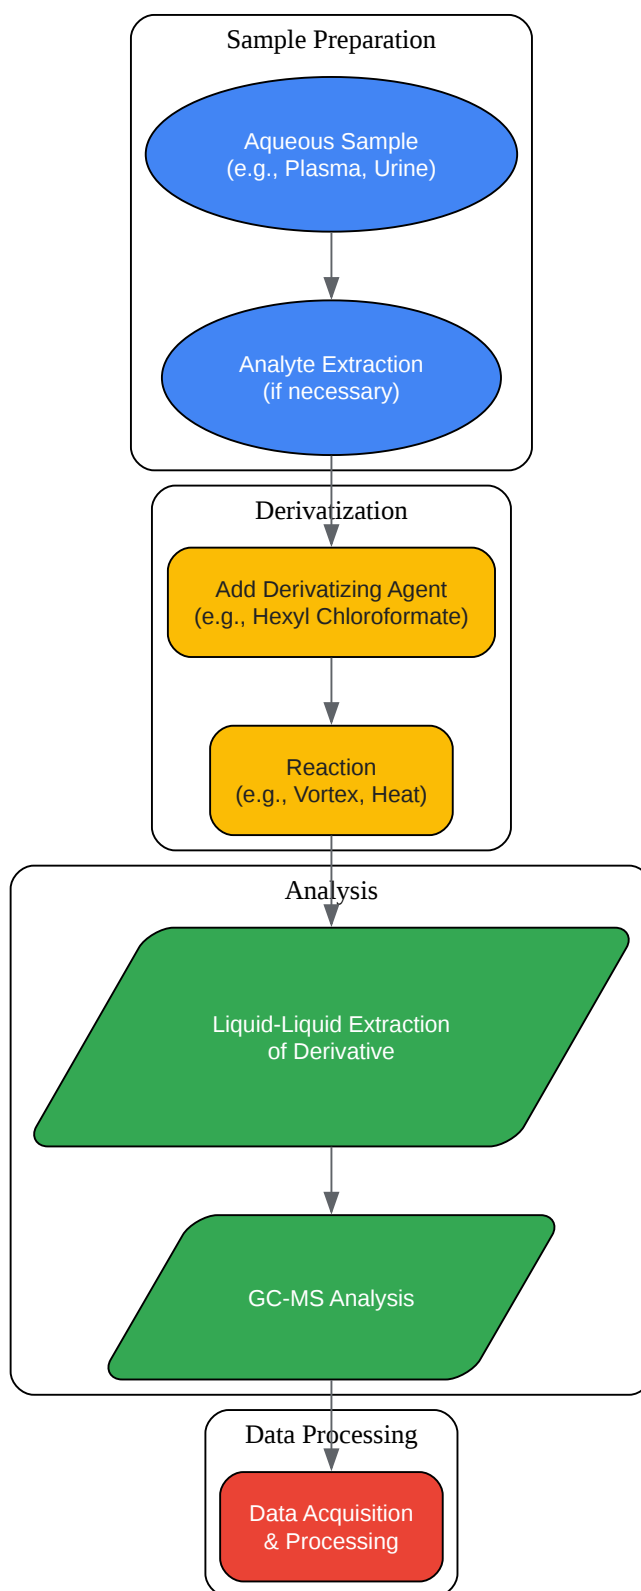 Sample Preparation
Aqueous Sample
(e.g., Plasma, Urine)
Analyte Extraction
(if necessary)
Derivatization
Add Derivatizing Agent
(e.g., Hexyl Chloroformate)
Reaction
(e.g., Vortex, Heat)
Analysis
Liquid-Liquid Extraction
of Derivative
GC-MS Analysis
Data Processing
Data Acquisition
& Processing